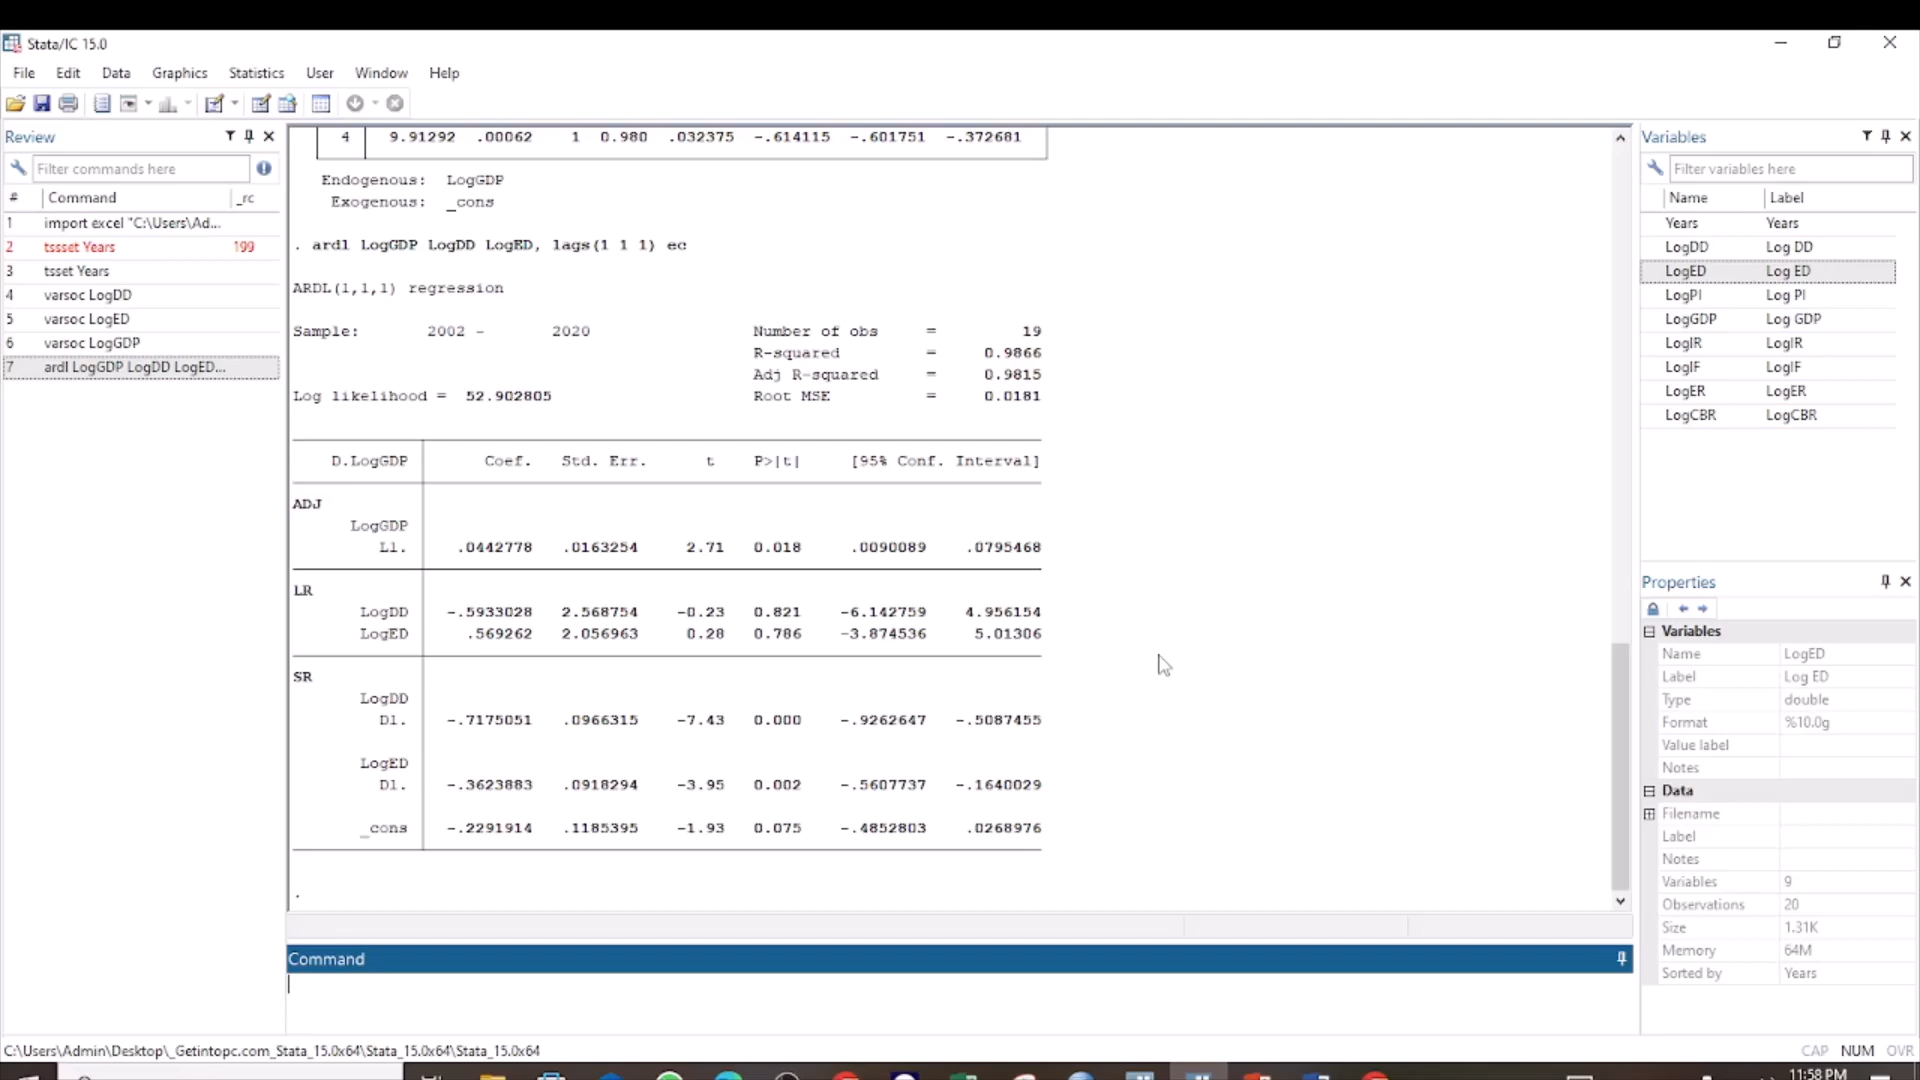 Stata/IC 15.0
File Edit Data Graphics Statistics User Window Help
Review
Filter commands here
# Command _rc
1 import excel "C:\Users\Ad...
2 tssset Years 199
3 tsset Years
4 varsoc LogDD
5 varsoc LogED
6 varsoc LogGDP
7 ardl LogGDP LogDD LogED...
4 9.91292 .00062 1 0.980 .032375 -.614115 -.601751 -.372681
Endogenous: LogGDP
Exogenous: _cons
. ardl LogGDP LogDD LogED, lags(1 1 1) ec
ARDL(1,1,1) regression
Sample: 2002 - 2020 Number of obs = 19
R-squared = 0.9866
Adj R-squared = 0.9815
Log likelihood = 52.902805 Root MSE = 0.0181
D.LogGDP Coef. Std. Err. t P>|t| [95% Conf. Interval]
ADJ
LogGDP
L1. .0442778 .0163254 2.71 0.018 .0090089 .0795468
LR
LogDD -.5933028 2.568754 -0.23 0.821 -6.142759 4.956154
LogED .569262 2.056963 0.28 0.786 -3.874536 5.01306
SR
LogDD
D1. -.7175051 .0966315 -7.43 0.000 -.9262647 -.5087455
LogED
D1. -.3623883 .0918294 -3.95 0.002 -.5607737 -.1640029
_cons -.2291914 .1185395 -1.93 0.075 -.4852803 .0268976
.
Command
Variables
Filter variables here
Name Label
Years Years
LogDD Log DD
LogED Log ED
LogPI Log PI
LogGDP Log GDP
LogIR LogIR
LogIF LogIF
LogER LogER
LogCBR LogCBR
Properties
Variables
Name LogED
Label Log ED
Type double
Format %10.0g
Value label
Notes
Data
Filename
Label
Notes
Variables 9
Observations 20
Size 1.31K
Memory 64M
Sorted by Years
C:\Users\Admin\Desktop\_Getintopc.com_Stata_15.0x64\Stata_15.0x64\Stata_15.0x64
CAP NUM OVR
11:58 PM